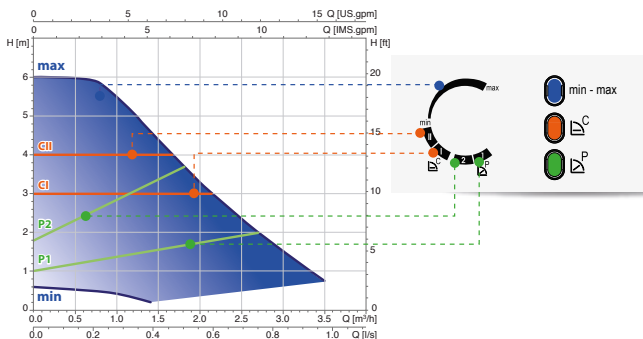 0 5 10 15 Q [US.gpm]
0 5 10 Q [IMS.gpm]
H [m] H [ft]
max
6 20
5
15
CII
4
CI
3
10
P2
2
5
P1
1
min
0 0
0 0.5 1.0 1.5 2.0 2.5 3.0 3.5 Q [m³/h]
0.0 0.2 0.4 0.6 0.8 1.0 Q [l/s]
max
min
II
I
2
1
C
P
min - max
C
P